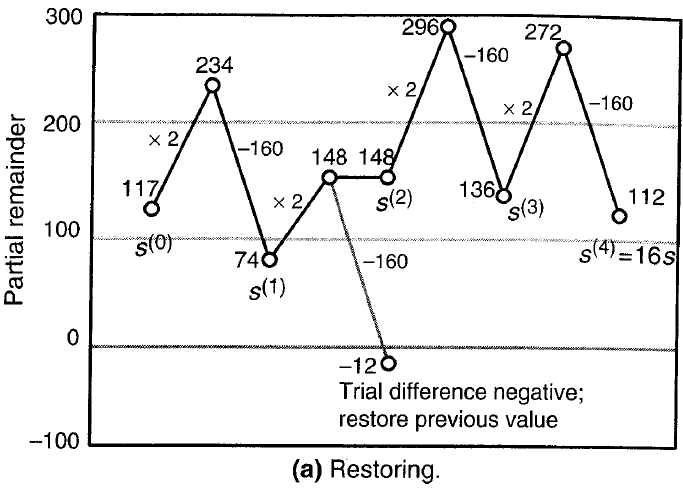 300
296
272
234
–160
× 2
200
× 2
× 2
–160
–160
148
148
117
× 2
s(2)
136
112
s(3)
100
s(0)
74
–160
s(4)=16s
s(1)
0
–12
Trial difference negative;
restore previous value
–100
Partial remainder
(a) Restoring.